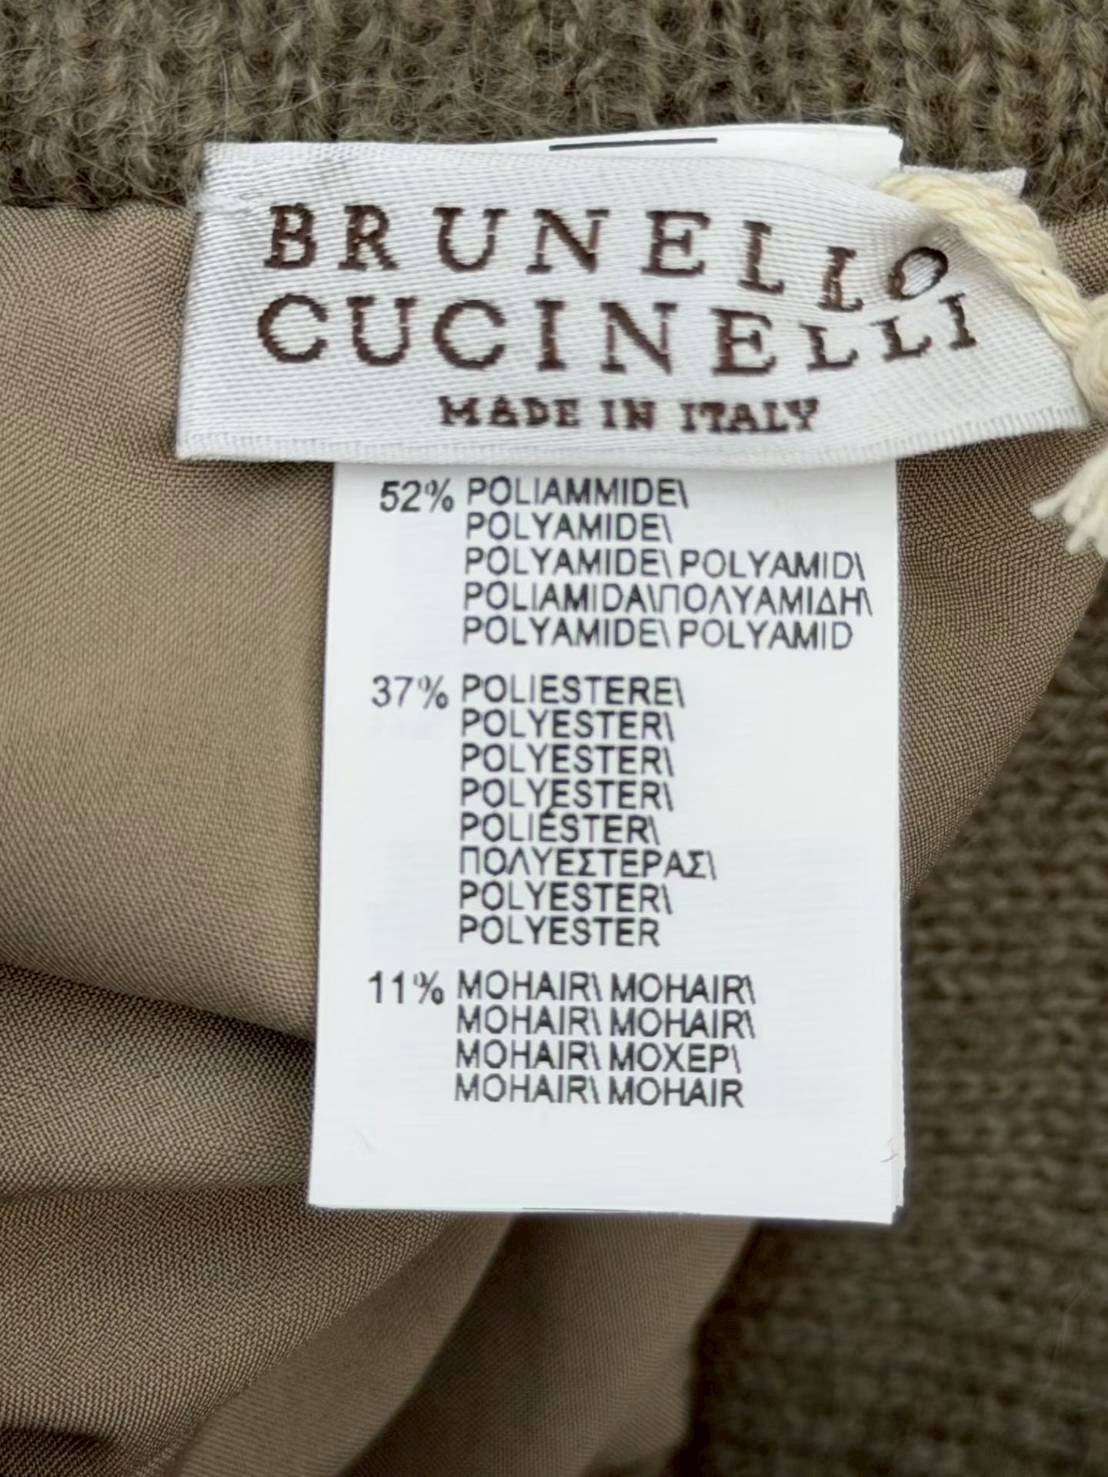 BRUNELLO
CUCINELLI
MADE IN ITALY
52% POLIAMMIDE\
POLYAMIDE\
POLYAMIDE\ POLYAMID\
POLIAMIDA\ΠΟΛΥΑΜΙΔΗ\
POLYAMIDE\ POLYAMID
37% POLIESTERE\
POLYESTER\
POLYESTER\
POLYESTER\
POLIÉSTER\
ΠΟΛΥΕΣΤΕΡΑΣ\
POLYESTER\
POLYESTER
11% MOHAIR\ MOHAIR\
MOHAIR\ MOHAIR\
MOHAIR\ ΜΟΧΕΡ\
MOHAIR\ MOHAIR